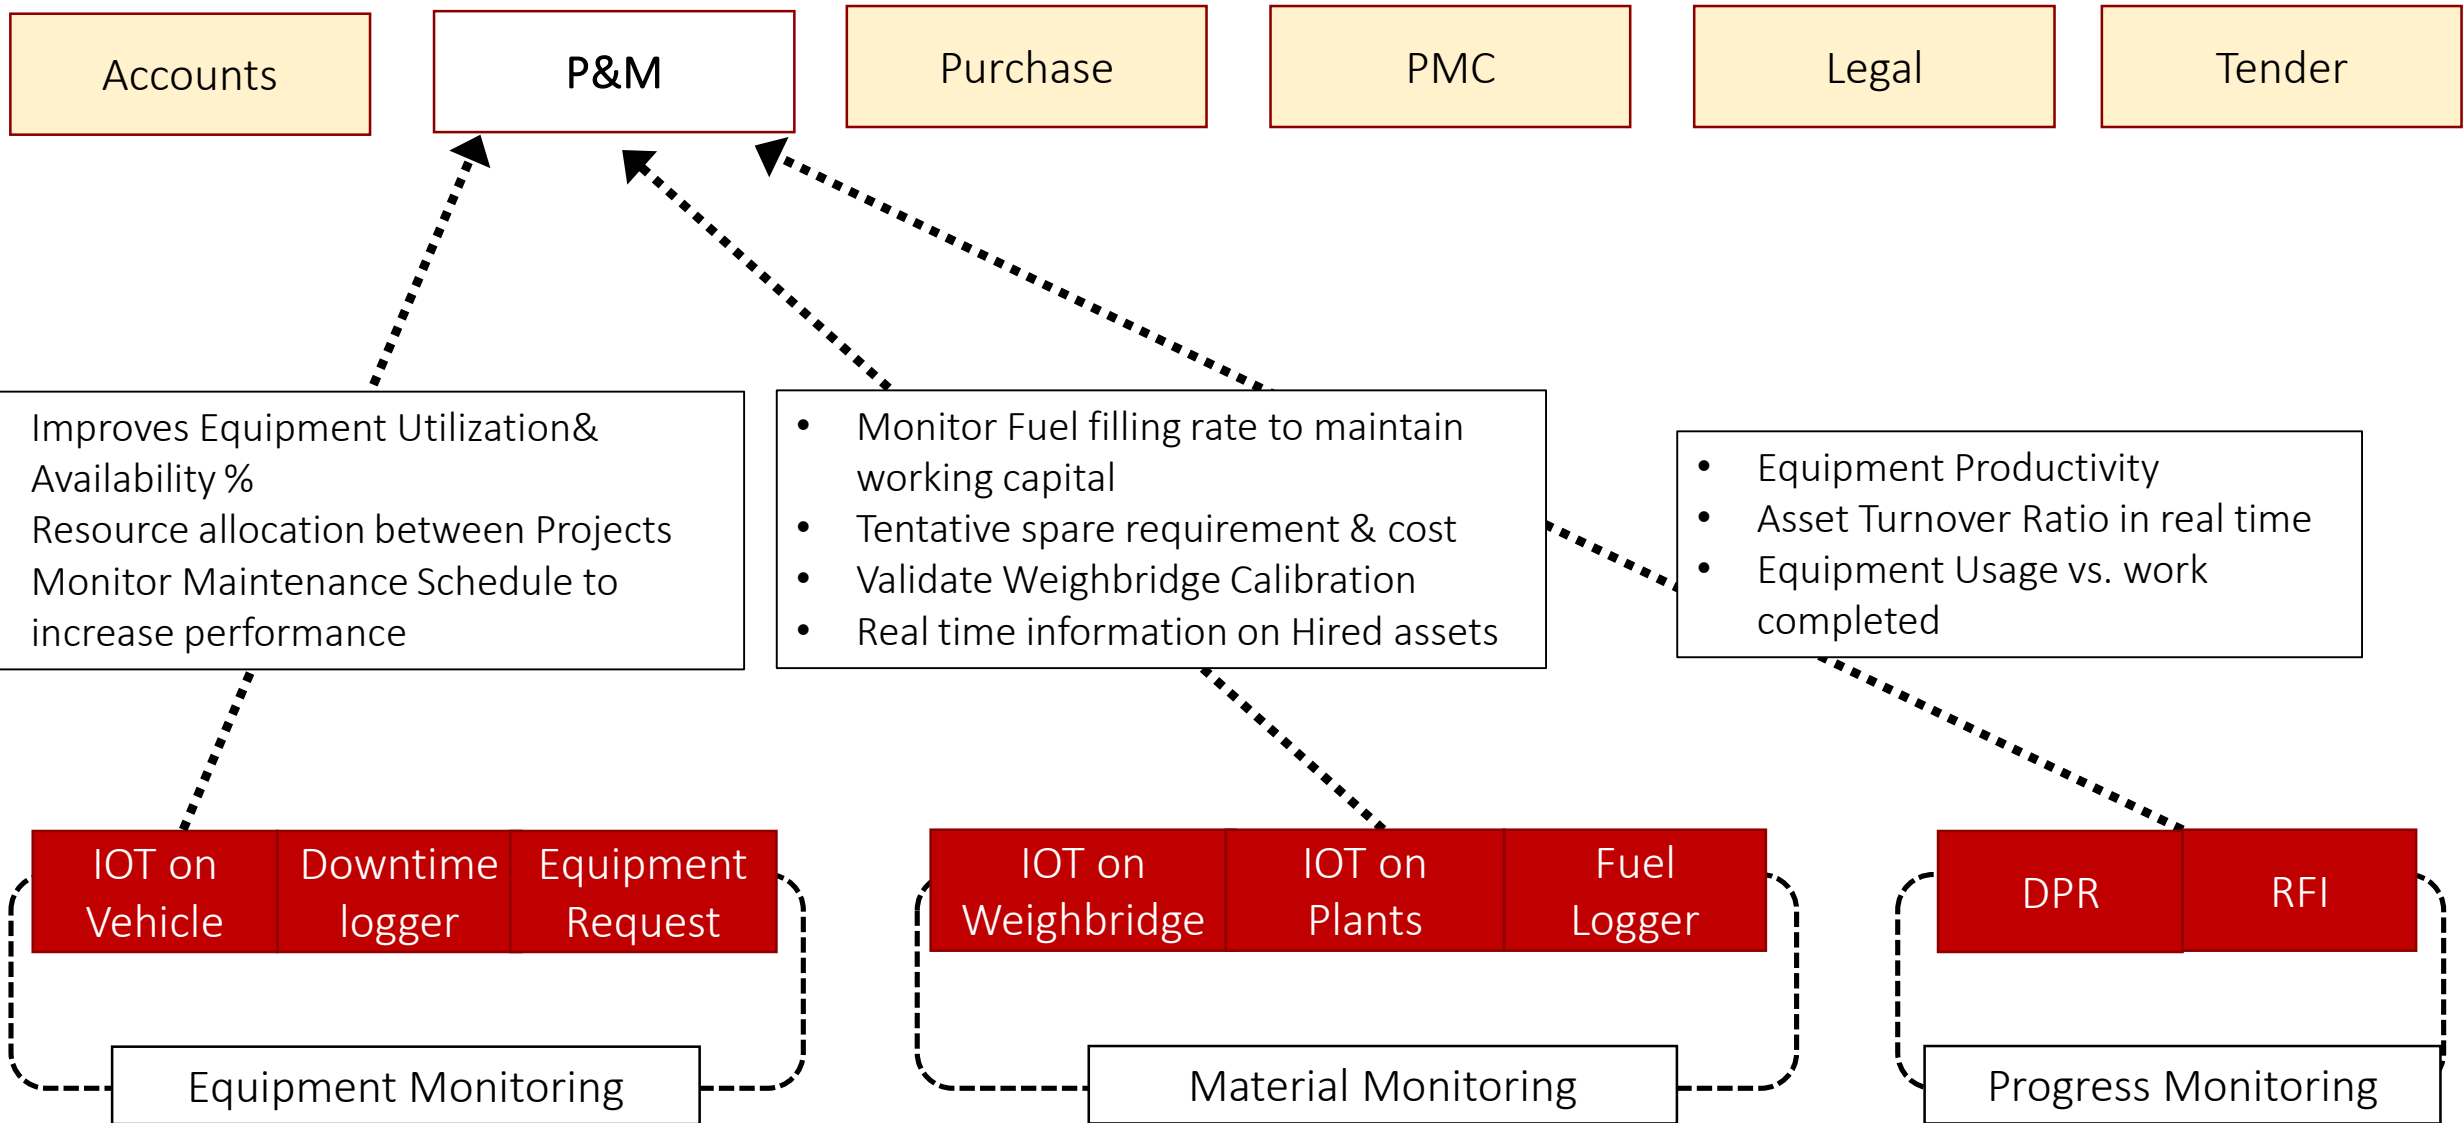 Accounts
P&M
Purchase
PMC
Legal
Tender
Improves Equipment Utilization&
Availability %
Resource allocation between Projects
Monitor Maintenance Schedule to
increase performance
• Monitor Fuel filling rate to maintain
working capital
• Tentative spare requirement & cost
• Validate Weighbridge Calibration
• Real time information on Hired assets
• Equipment Productivity
• Asset Turnover Ratio in real time
• Equipment Usage vs. work
completed
IOT on
Vehicle
Downtime
logger
Equipment
Request
IOT on
Weighbridge
IOT on
Plants
Fuel
Logger
DPR
RFI
Equipment Monitoring
Material Monitoring
Progress Monitoring